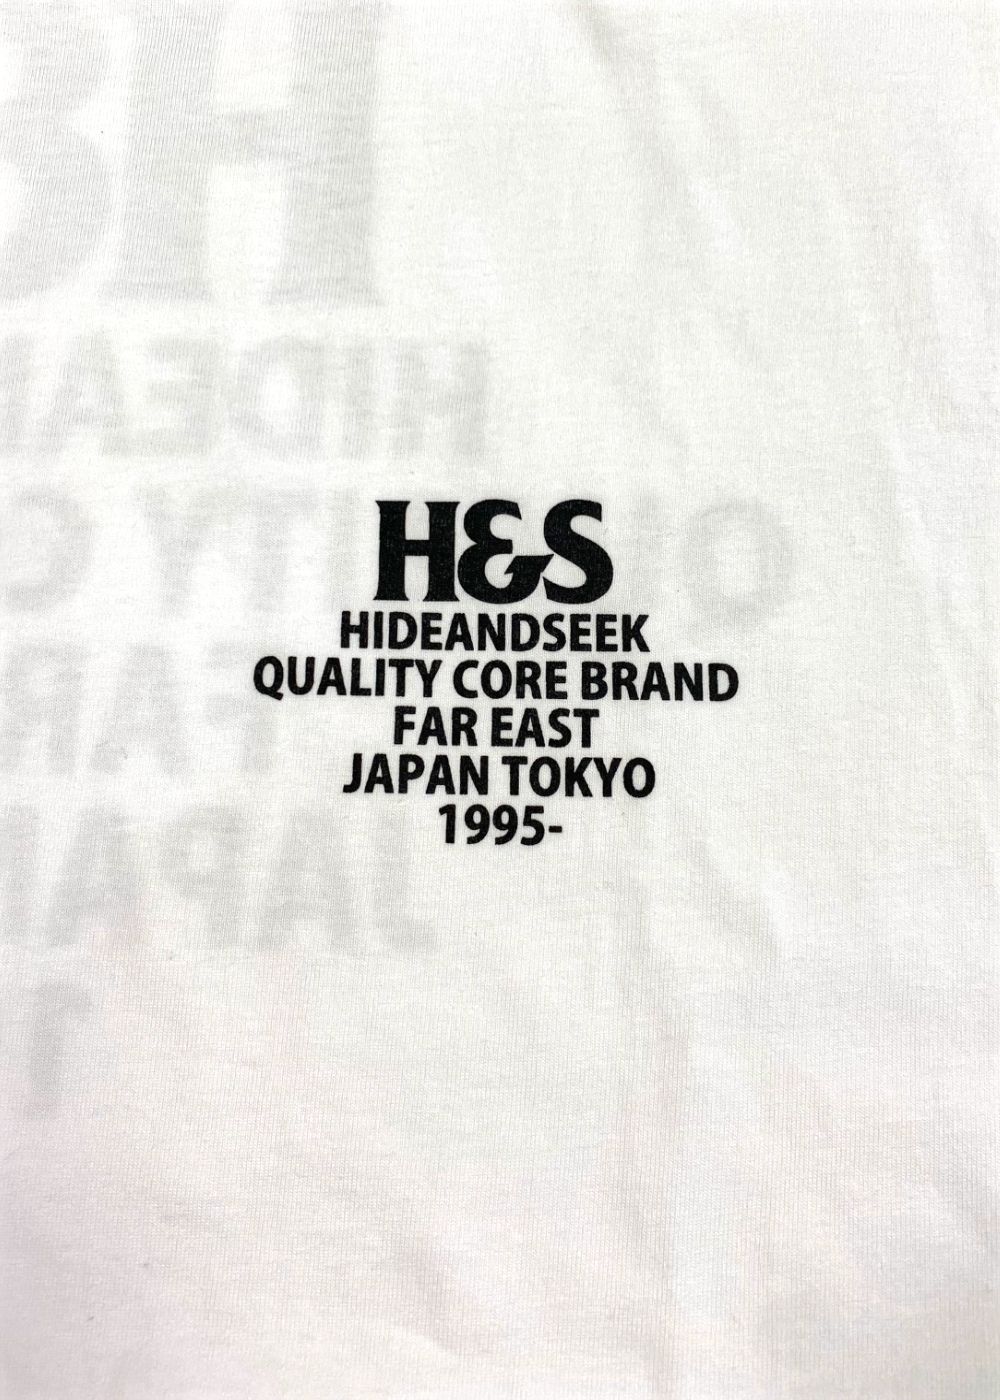 H&S
HIDEANDSEEK
QUALITY CORE BRAND
FAR EAST
JAPAN TOKYO
1995-